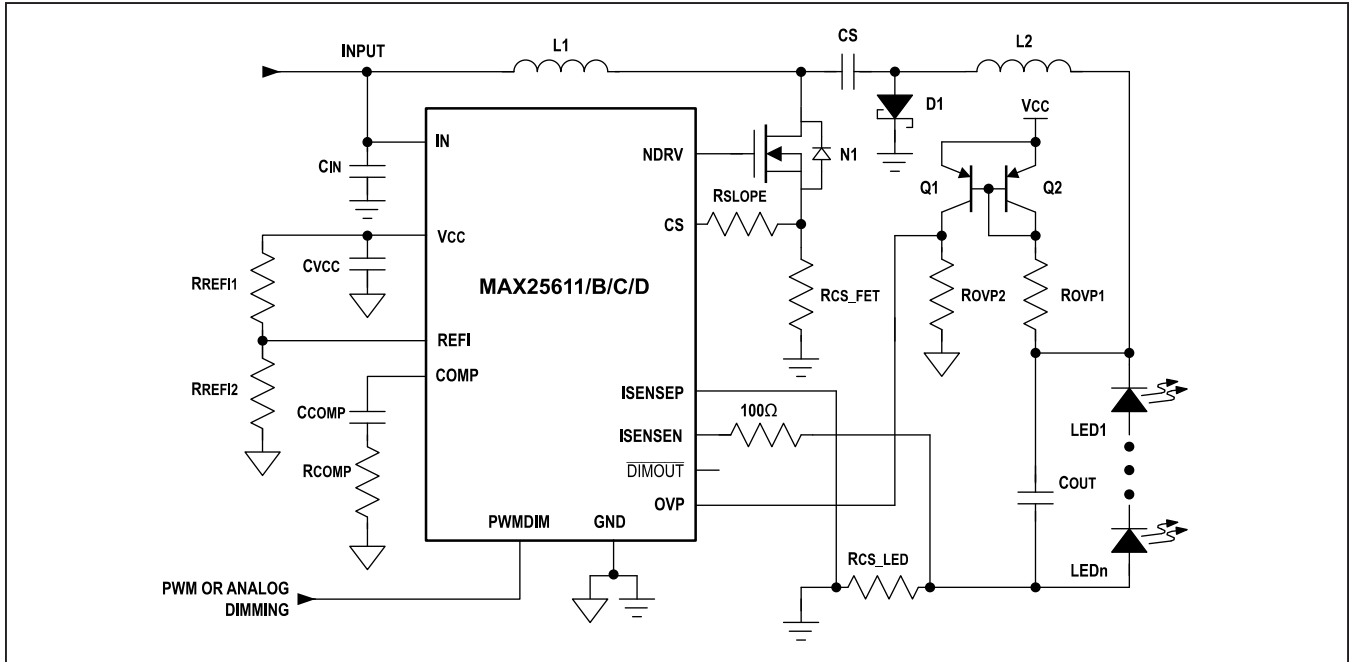 INPUT
L1
CS
L2
D1
VCC
IN
NDRV
N1
CIN
Q1
Q2
RSLOPE
CS
VCC
CVCC
RREFI1
MAX25611/B/C/D
RCS_FET
ROVP2
ROVP1
REFI
COMP
RREFI2
ISENSEP
CCOMP
100Ω
ISENSEN
LED1
RCOMP
DIMOUT
COUT
OVP
PWMDIM
GND
RCS_LED
LEDn
PWM OR ANALOG
DIMMING